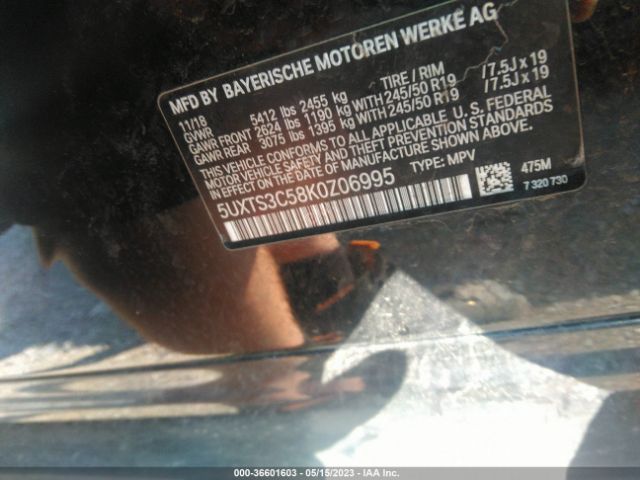 MFD BY BAYERISCHE MOTOREN WERKE AG
11/18 TIRE / RIM
GVWR 5412 lbs 2455 kg
GAWR FRONT 2624 lbs 1190 kg WITH 245/50 R19 / 7.5J x 19
GAWR REAR 3075 lbs 1395 kg WITH 245/50 R19 / 7.5J x 19
THIS VEHICLE CONFORMS TO ALL APPLICABLE U.S. FEDERAL
MOTOR VEHICLE SAFETY AND THEFT PREVENTION STANDARDS
IN EFFECT ON THE DATE OF MANUFACTURE SHOWN ABOVE.
5UXTS3C58K0Z06995 TYPE: MPV 475M
7 320 730
000-36601603 - 05/15/2023 - IAA Inc.